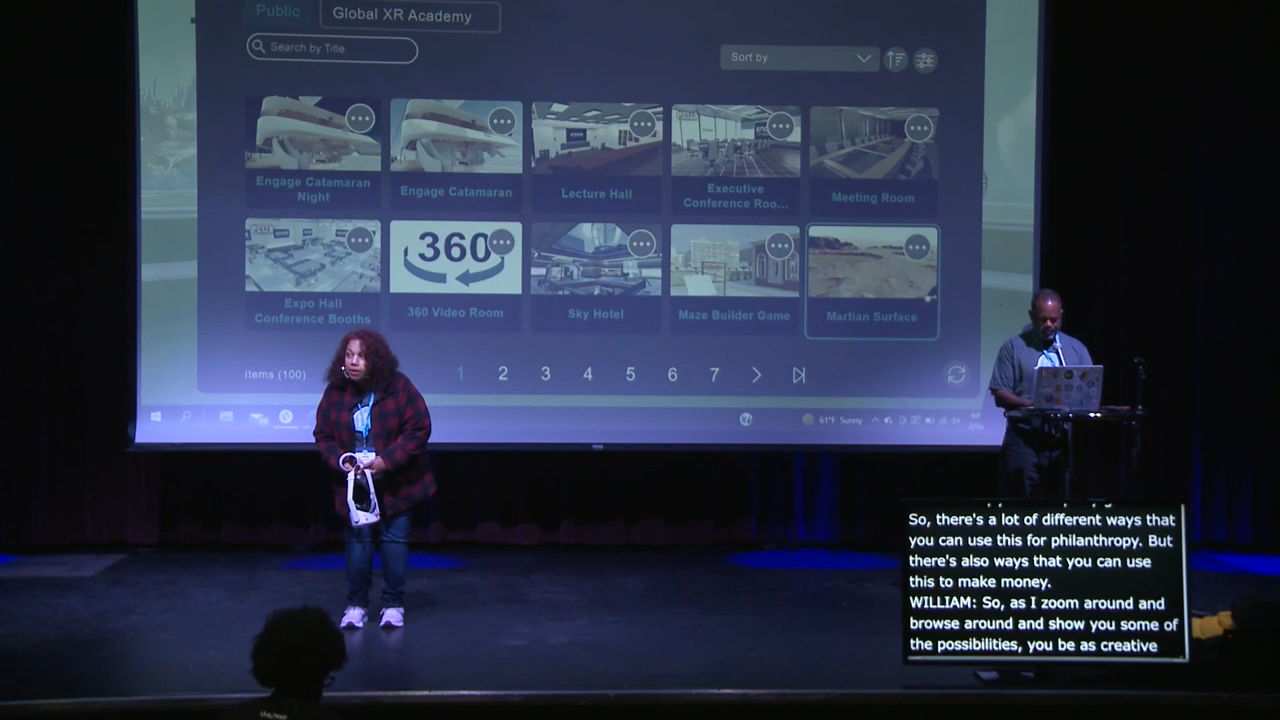 Public
Global XR Academy
Search by Title
Sort by
Engage Catamaran
Night
Engage Catamaran
Lecture Hall
Executive
Conference Roo...
Meeting Room
360
Expo Hall
Conference Booths
360 Video Room
Sky Hotel
Maze Builder Game
Martian Surface
Items (100)
1 2 3 4 5 6 7
61°F Sunny
So, there's a lot of different ways that
you can use this for philanthropy. But
there's also ways that you can use
this to make money.
WILLIAM: So, as I zoom around and
browse around and show you some of
the possibilities, you be as creative